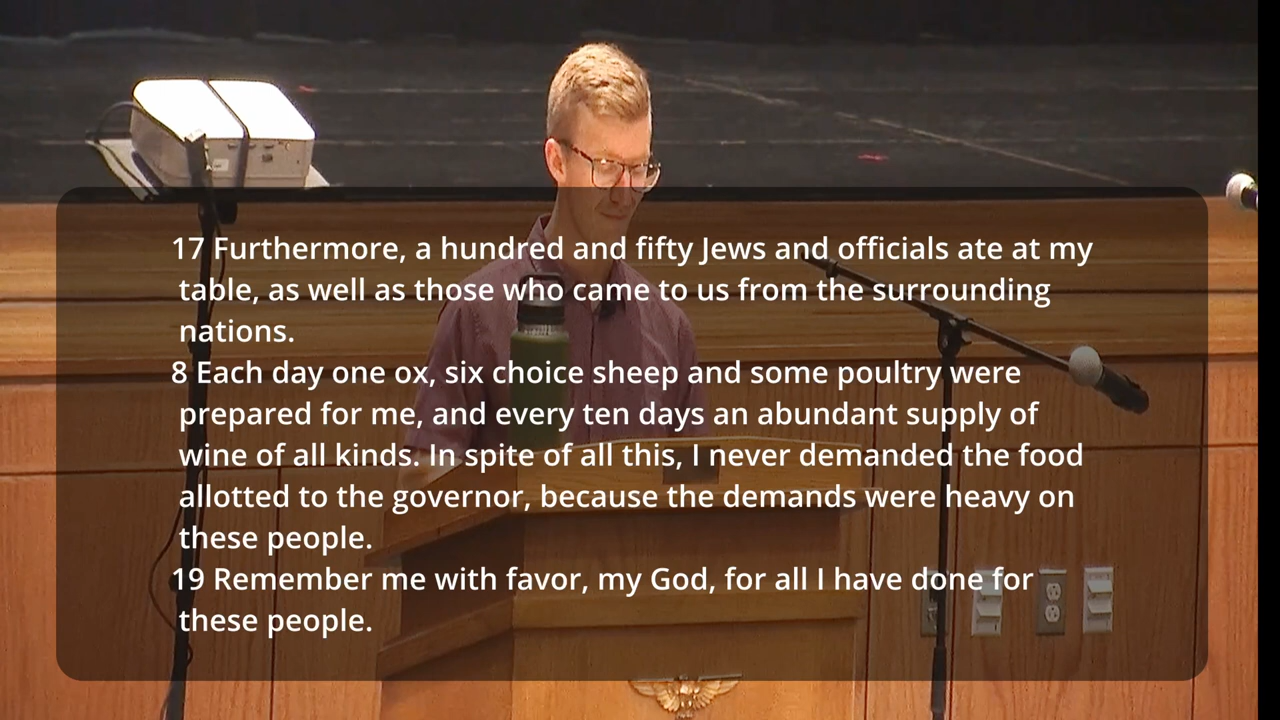 17 Furthermore, a hundred and fifty Jews and officials ate at my
table, as well as those who came to us from the surrounding
nations.
8 Each day one ox, six choice sheep and some poultry were
prepared for me, and every ten days an abundant supply of
wine of all kinds. In spite of all this, I never demanded the food
allotted to the governor, because the demands were heavy on
these people.
19 Remember me with favor, my God, for all I have done for
these people.